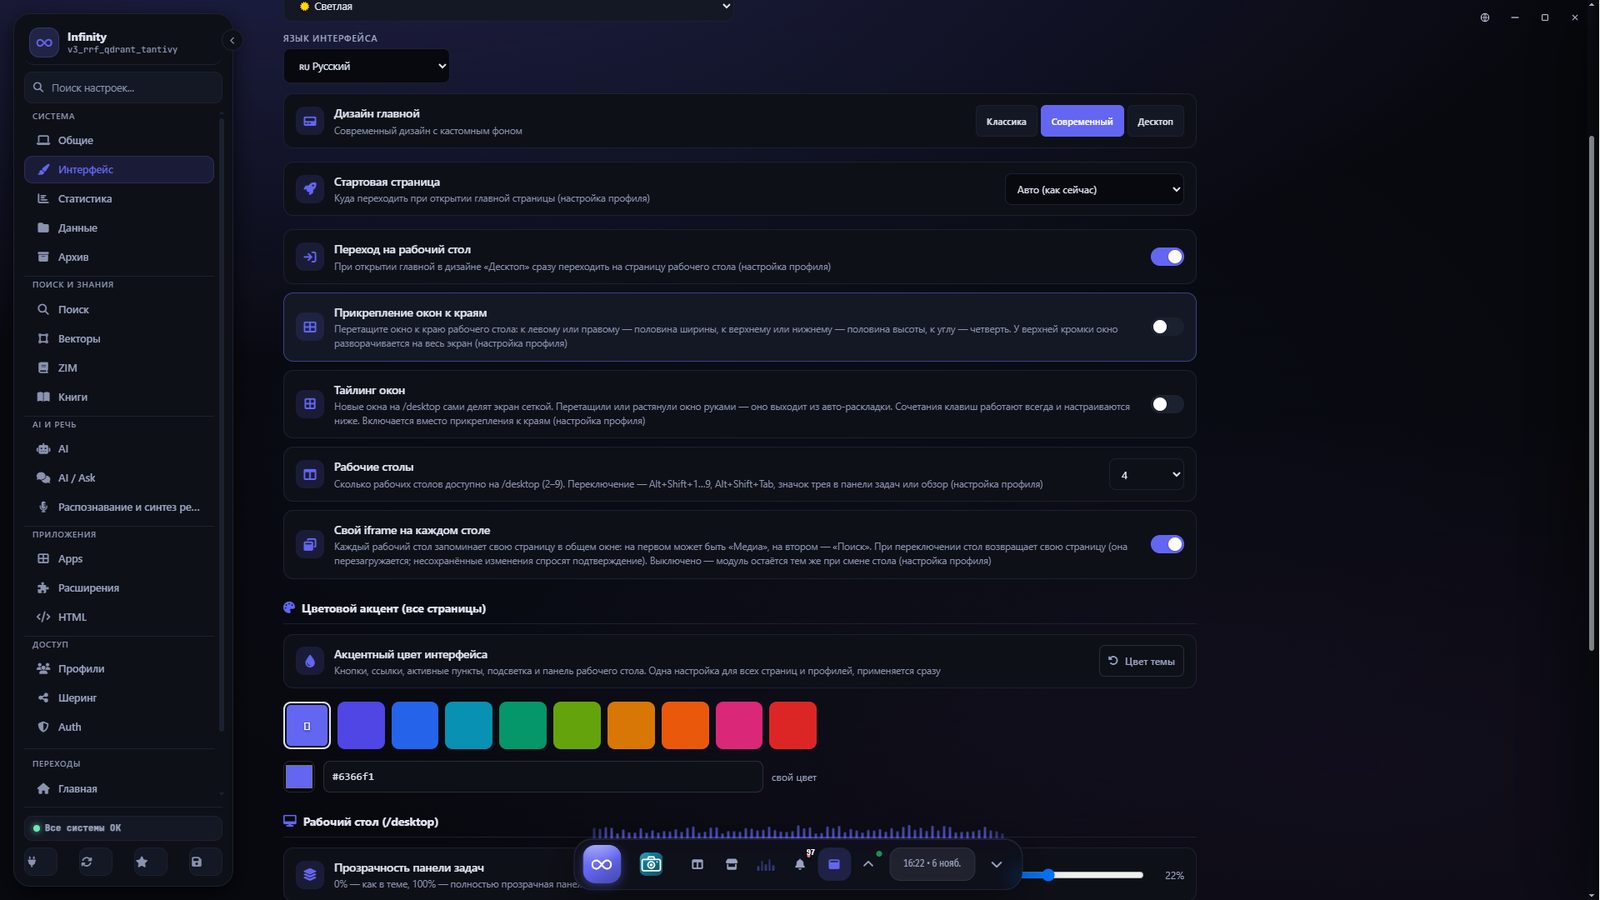 Infinity
v3_rrf_qdrant_tantivy
Поиск настроек...
СИСТЕМА
Общие
Интерфейс
Статистика
Данные
Архив
ПОИСК И ЗНАНИЯ
Поиск
Векторы
ZIM
Книги
AI И РЕЧЬ
AI
AI / Ask
Распознавание и синтез ре...
ПРИЛОЖЕНИЯ
Apps
Расширения
HTML
ДОСТУП
Профили
Шеринг
Auth
ПЕРЕХОДЫ
Главная
Все системы OK
Светлая
ЯЗЫК ИНТЕРФЕЙСА
RU Русский
Дизайн главной
Современный дизайн с кастомным фоном
Классика
Современный
Десктоп
Стартовая страница
Куда переходить при открытии главной страницы (настройка профиля)
Авто (как сейчас)
Переход на рабочий стол
При открытии главной в дизайне «Десктоп» сразу переходить на страницу рабочего стола (настройка профиля)
Прикрепление окон к краям
Перетащите окно к краю рабочего стола: к левому или правому — половина ширины, к верхнему или нижнему — половина высоты, к углу — четверть. У верхней кромки окно
разворачивается на весь экран (настройка профиля)
Тайлинг окон
Новые окна на /desktop сами делят экран сеткой. Перетащили или растянули окно руками — оно выходит из авто-раскладки. Сочетания клавиш работают всегда и настраиваются
ниже. Включается вместо прикрепления к краям (настройка профиля)
Рабочие столы
Сколько рабочих столов доступно на /desktop (2–9). Переключение — Alt+Shift+1...9, Alt+Shift+Tab, значок трея в панели задач или обзор (настройка профиля)
4
Свой iframe на каждом столе
Каждый рабочий стол запоминает свою страницу в общем окне: на первом может быть «Медиа», на втором — «Поиск». При переключении стол возвращает свою страницу (она
перезагружается; несохранённые изменения спросят подтверждение). Выключено — модуль остаётся тем же при смене стола (настройка профиля)
Цветовой акцент (все страницы)
Акцентный цвет интерфейса
Кнопки, ссылки, активные пункты, подсветка и панель рабочего стола. Одна настройка для всех страниц и профилей, применяется сразу
Цвет темы
#6366f1
свой цвет
Рабочий стол (/desktop)
Прозрачность панели задач
0% — как в теме, 100% — полностью прозрачная
22%
97
16:22 • 6 нояб.